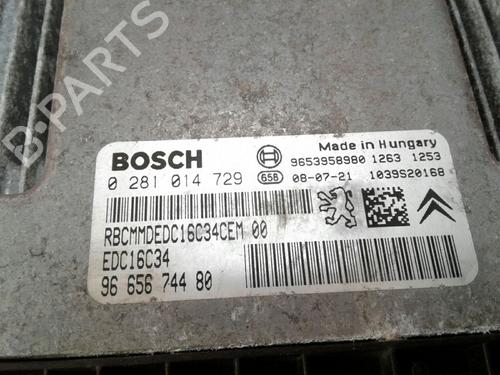 B-PARTS
BOSCH
Made in Hungary
9653958980 1263 1253
0 281 014 729
65B
08-07-21 1039S20168
RBCMMDEDC16C34CEM 00
EDC16C34
96 656 744 80